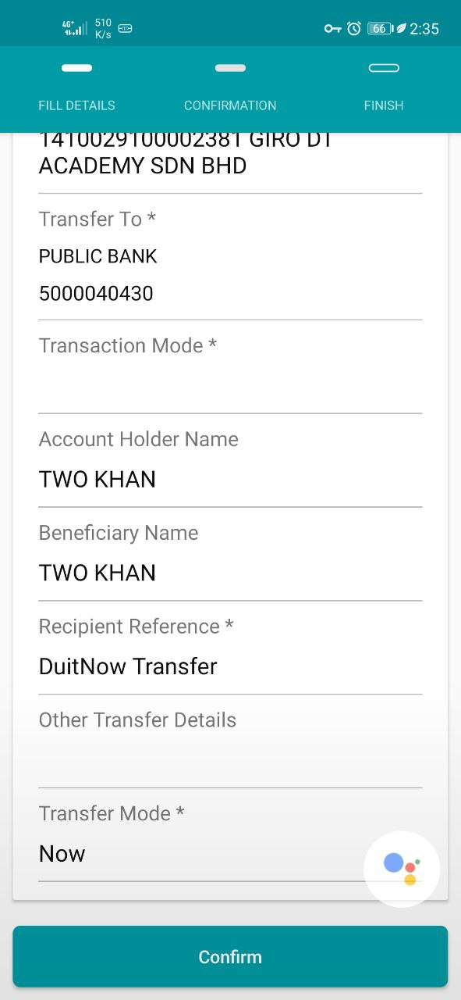 4G+ 510 K/s 66 2:35
FILL DETAILS CONFIRMATION FINISH
1410029100002381 GIRO DT
ACADEMY SDN BHD
Transfer To *
PUBLIC BANK
5000040430
Transaction Mode *
Account Holder Name
TWO KHAN
Beneficiary Name
TWO KHAN
Recipient Reference *
DuitNow Transfer
Other Transfer Details
Transfer Mode *
Now
Confirm